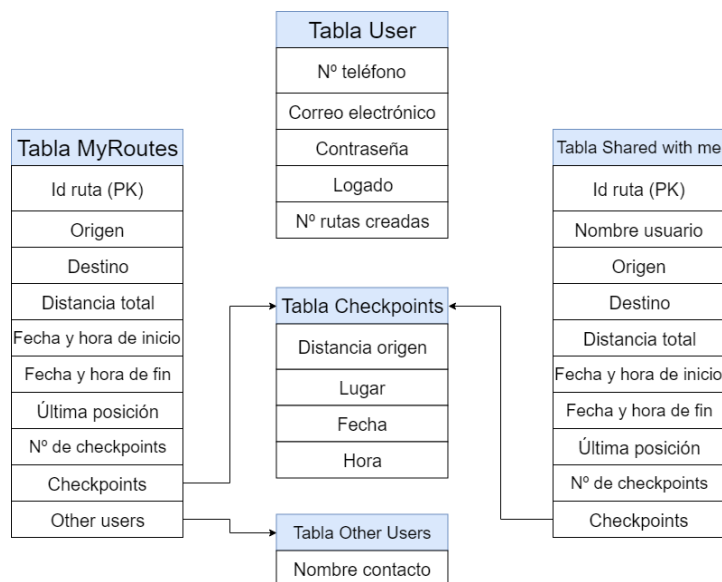 Tabla User
Nº teléfono
Correo electrónico
Contraseña
Logado
Nº rutas creadas
Tabla MyRoutes
Id ruta (PK)
Origen
Destino
Distancia total
Fecha y hora de inicio
Fecha y hora de fin
Última posición
Nº de checkpoints
Checkpoints
Other users
Tabla Checkpoints
Distancia origen
Lugar
Fecha
Hora
Tabla Other Users
Nombre contacto
Tabla Shared with me
Id ruta (PK)
Nombre usuario
Origen
Destino
Distancia total
Fecha y hora de inicio
Fecha y hora de fin
Última posición
Nº de checkpoints
Checkpoints